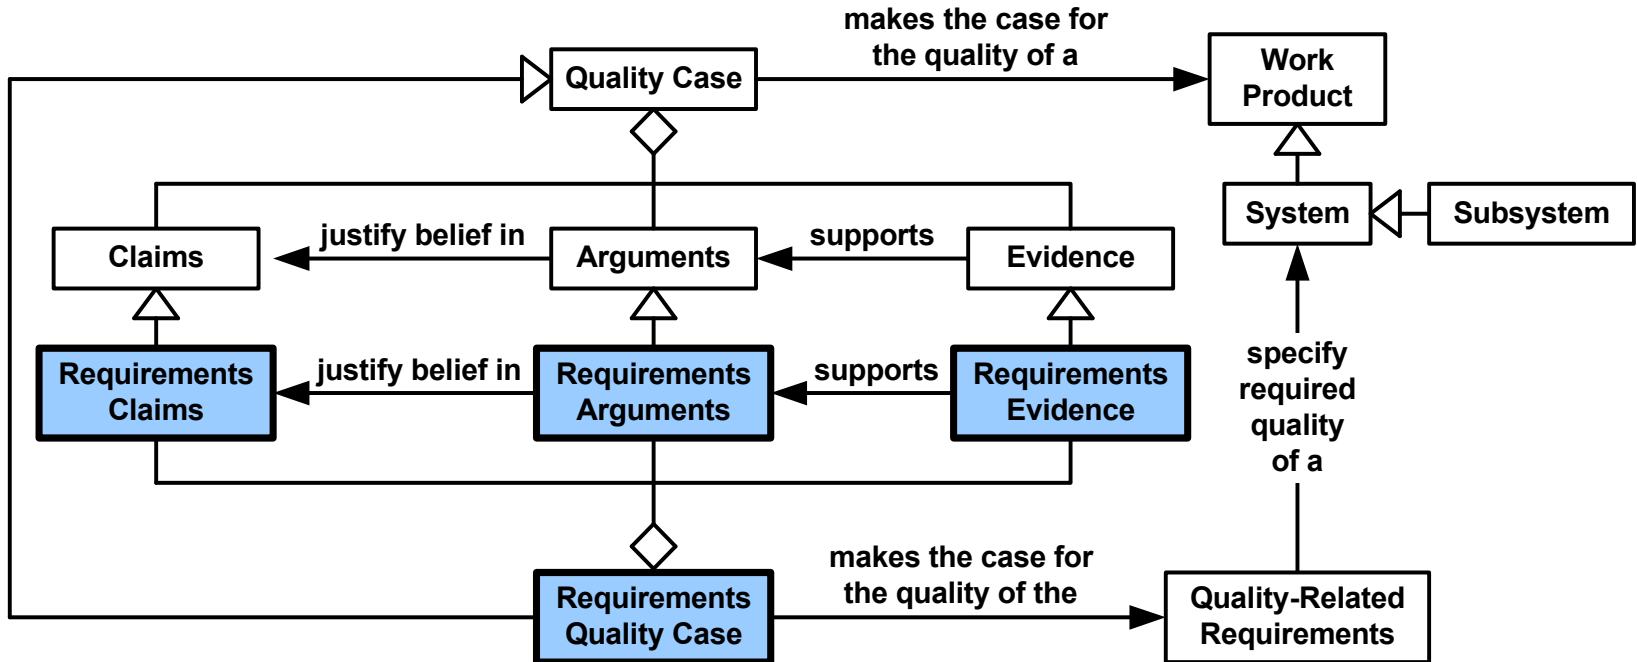 makes the case for
the quality of a
Quality Case
Work
Product
System
Subsystem
Claims
justify belief in
Arguments
supports
Evidence
Requirements
Claims
justify belief in
Requirements
Arguments
supports
Requirements
Evidence
specify
required
quality
of a
Requirements
Quality Case
makes the case for
the quality of the
Quality-Related
Requirements